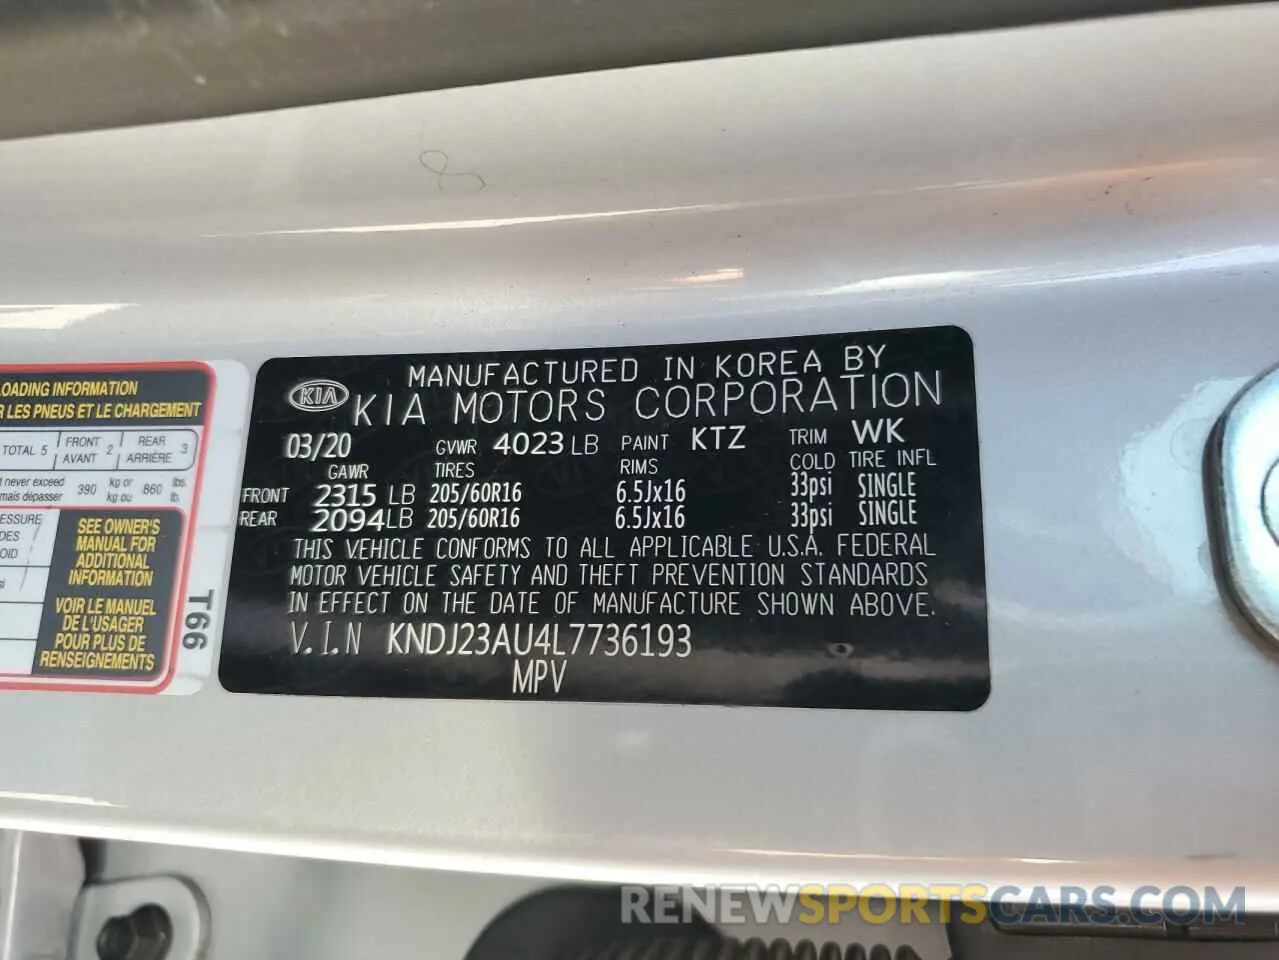 LOADING INFORMATION
R LES PNEUS ET LE CHARGEMENT
TOTAL 5 FRONT AVANT 2 REAR ARRIÈRE 3
never exceed
mais dépasser 390 kg or kg ou 860 lbs. lb.
ESSURE
DES
OID
SEE OWNER'S
MANUAL FOR
ADDITIONAL
INFORMATION
VOIR LE MANUEL
DE L'USAGER
POUR PLUS DE
RENSEIGNEMENTS
T66
MANUFACTURED IN KOREA BY
KIA KIA MOTORS CORPORATION
03/20 GVWR 4023 LB PAINT KTZ TRIM WK
GAWR TIRES RIMS COLD TIRE INFL
FRONT 2315 LB 205/60R16 6.5Jx16 33psi SINGLE
REAR 2094LB 205/60R16 6.5Jx16 33psi SINGLE
THIS VEHICLE CONFORMS TO ALL APPLICABLE U.S.A. FEDERAL
MOTOR VEHICLE SAFETY AND THEFT PREVENTION STANDARDS
IN EFFECT ON THE DATE OF MANUFACTURE SHOWN ABOVE.
V.I.N KNDJ23AU4L7736193
MPV
RENEWSPORTSCARS.COM